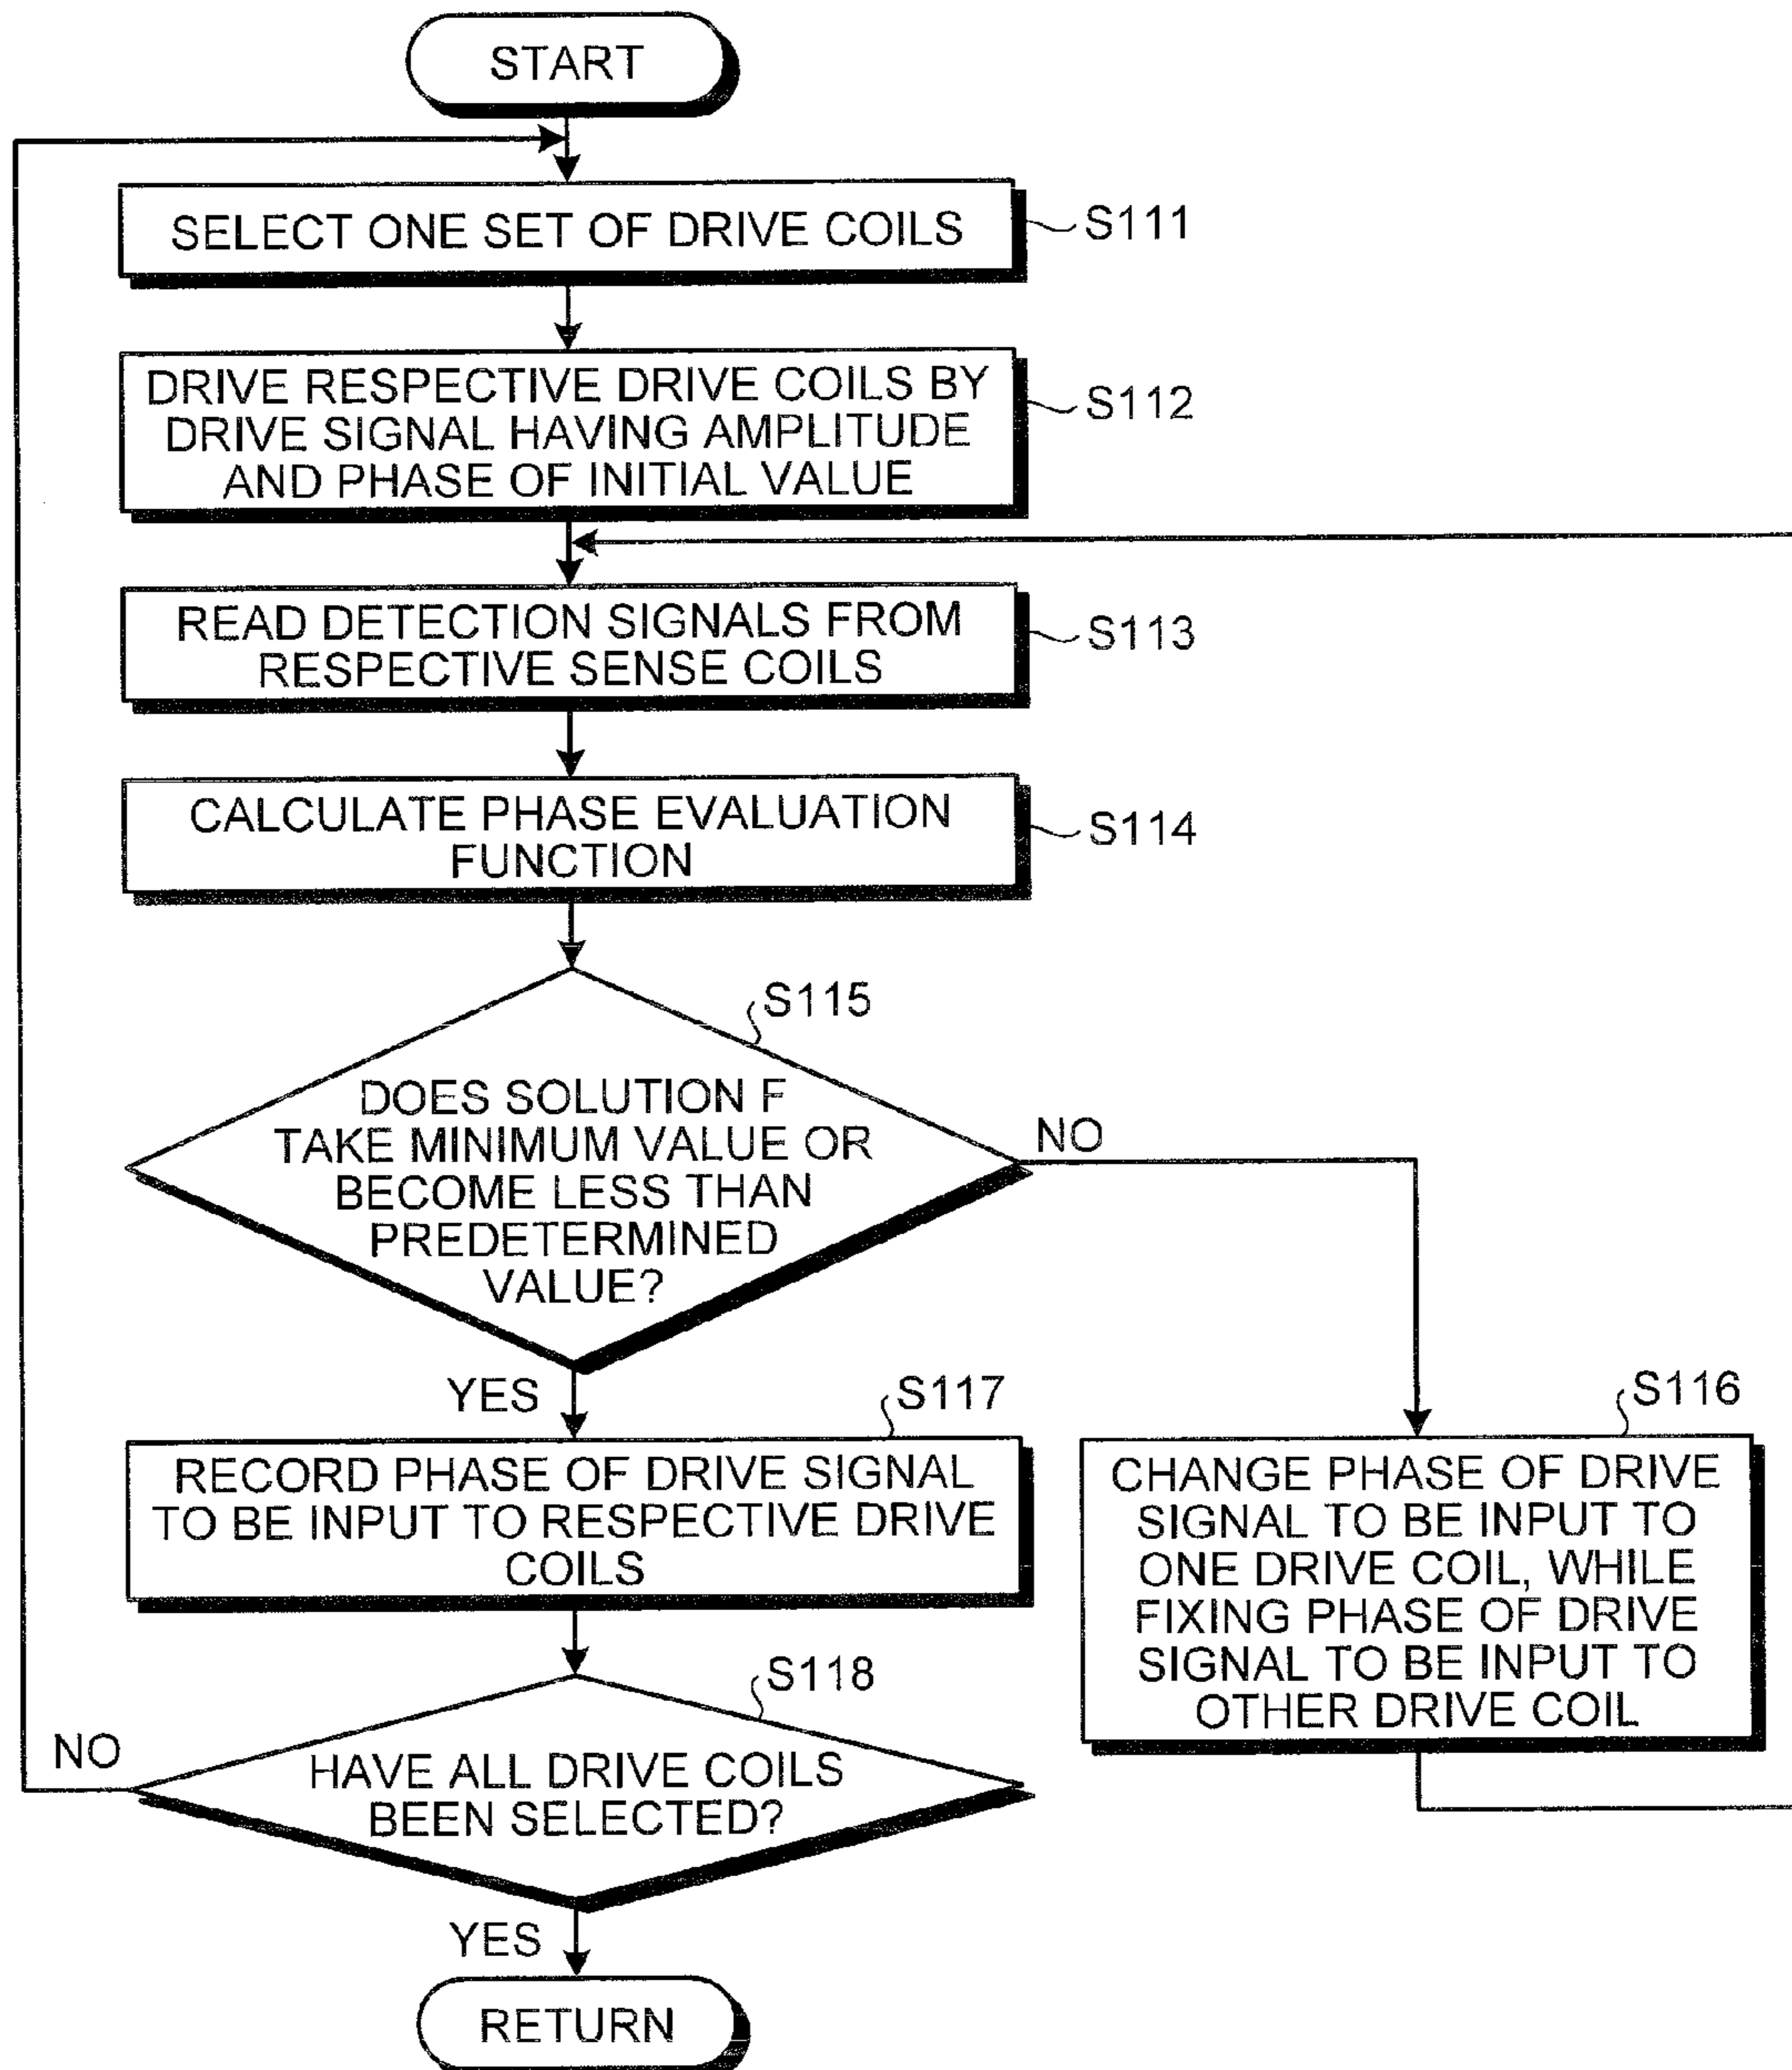 START
SELECT ONE SET OF DRIVE COILS
S111
DRIVE RESPECTIVE DRIVE COILS BY
DRIVE SIGNAL HAVING AMPLITUDE
AND PHASE OF INITIAL VALUE
S112
READ DETECTION SIGNALS FROM
RESPECTIVE SENSE COILS
S113
CALCULATE PHASE EVALUATION
FUNCTION
S114
S115
DOES SOLUTION F
TAKE MINIMUM VALUE OR
BECOME LESS THAN
PREDETERMINED
VALUE?
NO
YES
S117
RECORD PHASE OF DRIVE SIGNAL
TO BE INPUT TO RESPECTIVE DRIVE
COILS
S116
CHANGE PHASE OF DRIVE
SIGNAL TO BE INPUT TO
ONE DRIVE COIL, WHILE
FIXING PHASE OF DRIVE
SIGNAL TO BE INPUT TO
OTHER DRIVE COIL
S118
NO
HAVE ALL DRIVE COILS
BEEN SELECTED?
YES
RETURN